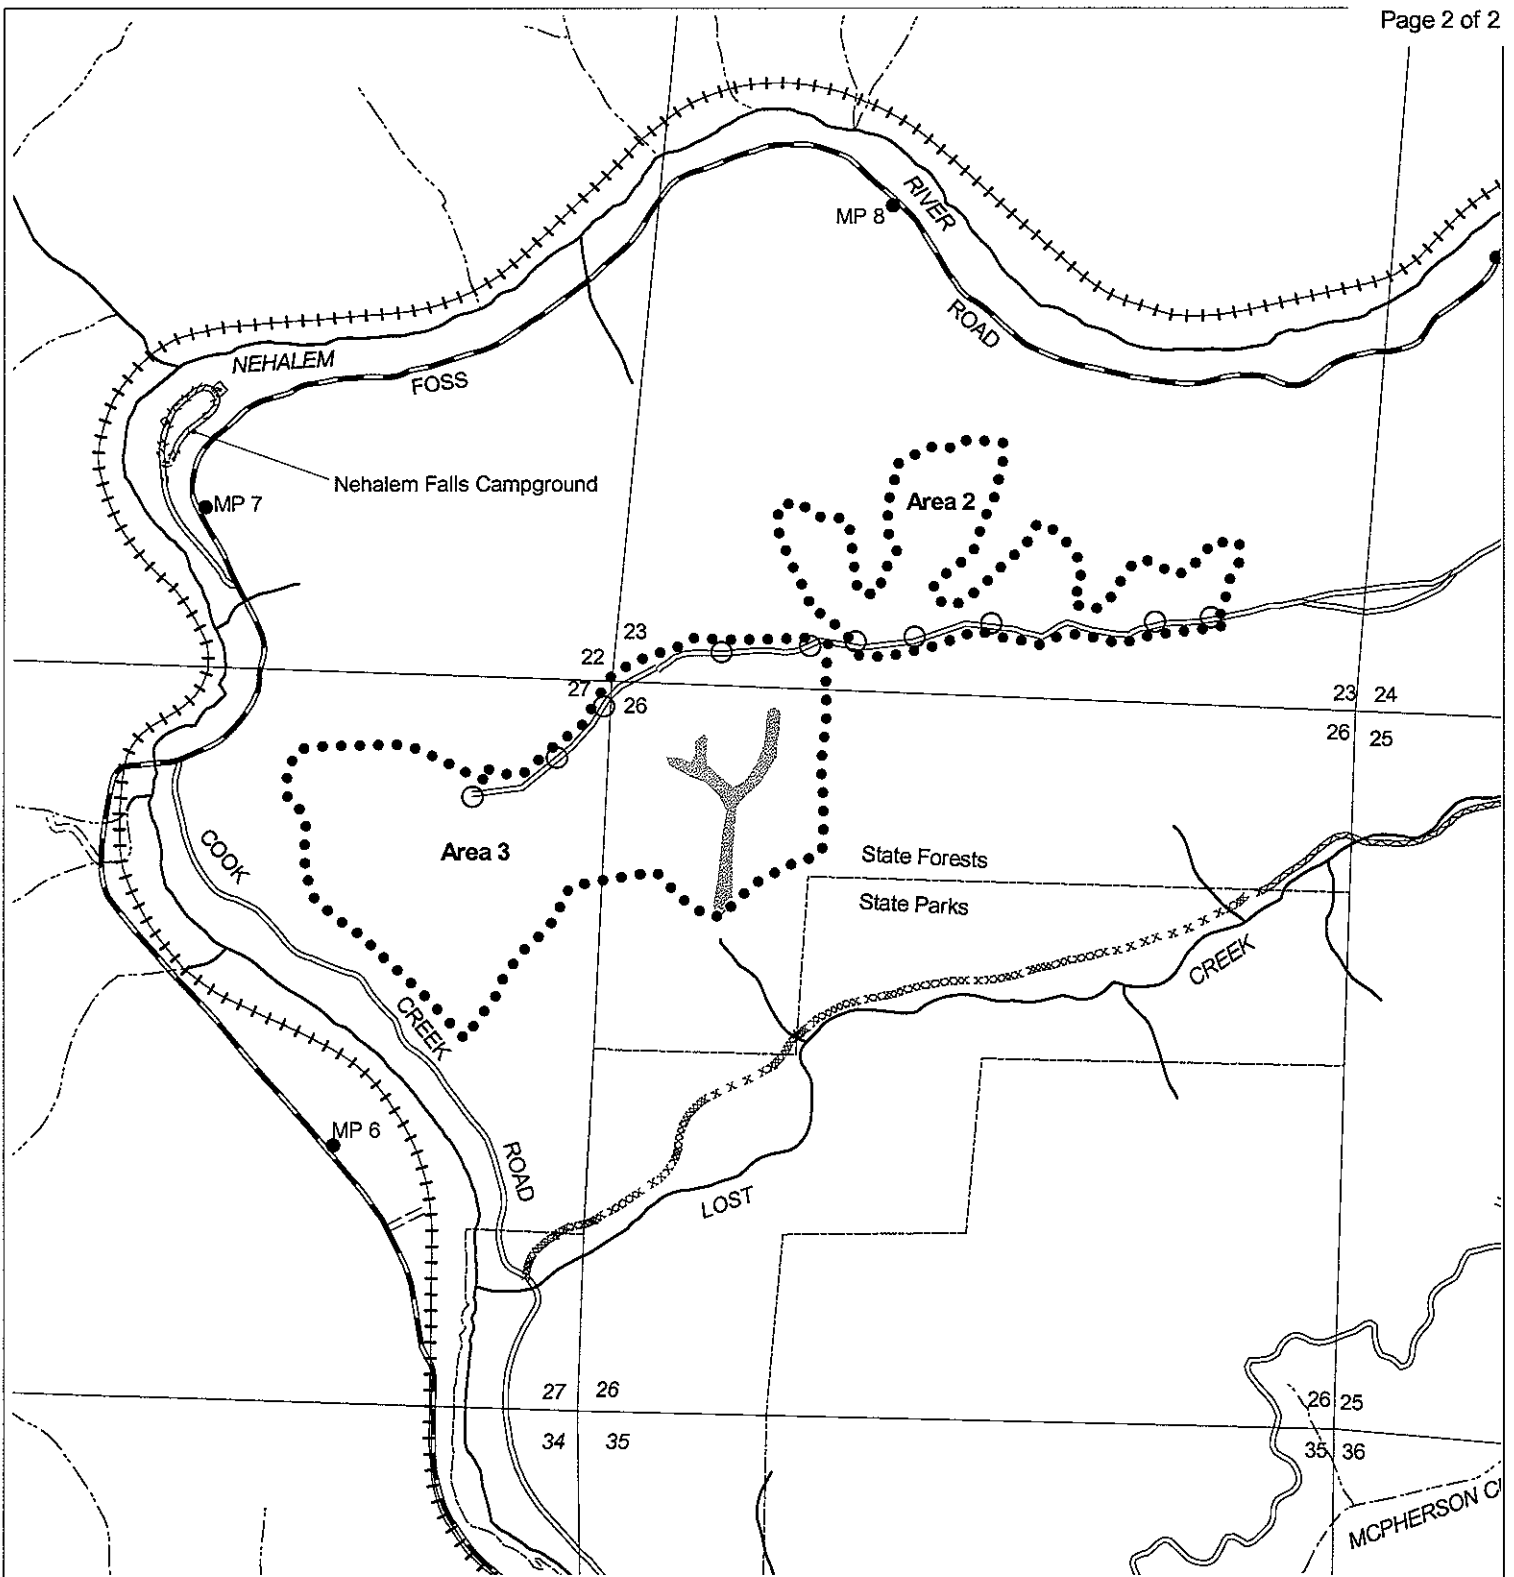 Page 2 of 2
MP 8
RIVER
ROAD
NEHALEM
FOSS
Nehalem Falls Campground
MP 7
Area 2
23
22
27
26
23 24
26 25
COOK
Area 3
State Forests
State Parks
CREEK
CREEK
MP 6
ROAD
LOST
27 26
34 35
26 25
35 36
MCPHERSON